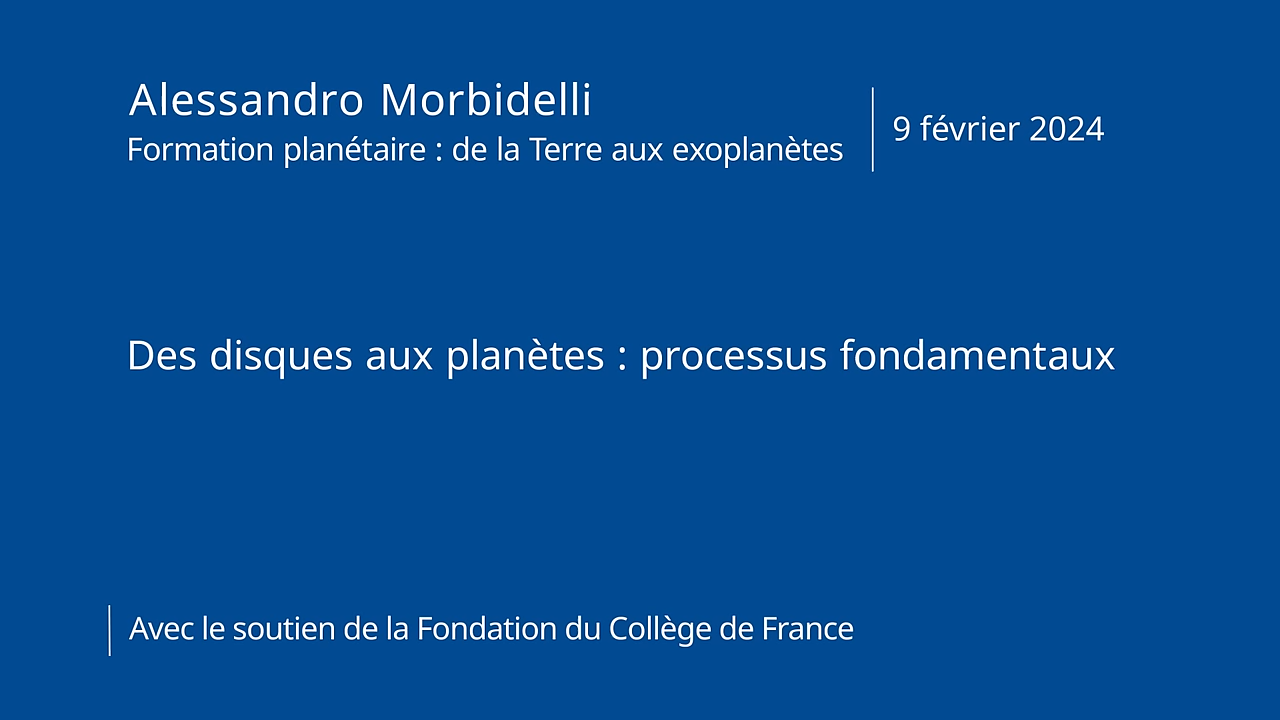 Alessandro Morbidelli
Formation planétaire : de la Terre aux exoplanètes
9 février 2024
Des disques aux planètes : processus fondamentaux
Avec le soutien de la Fondation du Collège de France